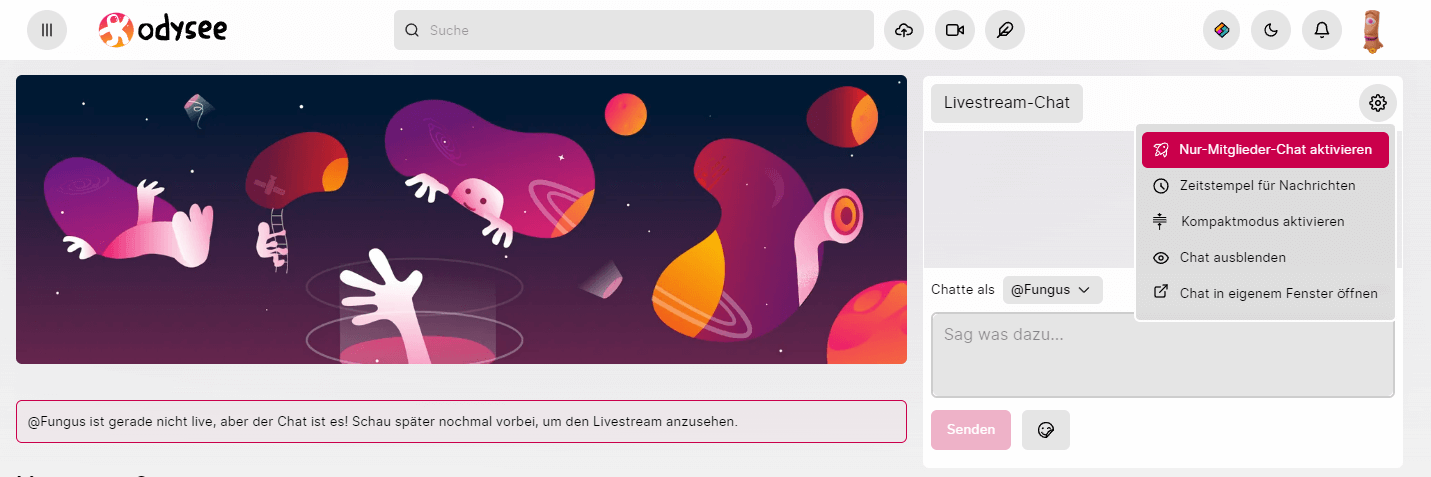 odysee
Suche
Livestream-Chat
Nur-Mitglieder-Chat aktivieren
Zeitstempel für Nachrichten
Kompaktmodus aktivieren
Chat ausblenden
Chat in eigenem Fenster öffnen
Chatte als @Fungus
Sag was dazu...
Senden
@Fungus ist gerade nicht live, aber der Chat ist es! Schau später nochmal vorbei, um den Livestream anzusehen.